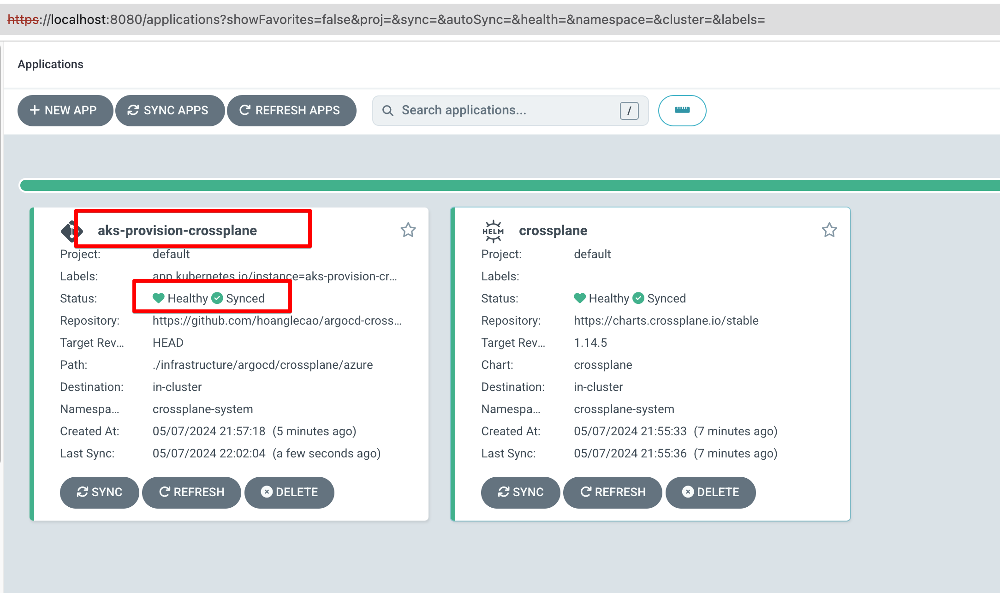 https://localhost:8080/applications?showFavorites=false&proj=&sync=&autoSync=&health=&namespace=&cluster=&labels=
Applications
NEW APP SYNC APPS REFRESH APPS Search applications... /
aks-provision-crossplane
Project: default
Labels: app.kubernetes.io/instance=aks-provision-cr...
Status: Healthy Synced
Repository: https://github.com/hoanglecao/argocd-cross...
Target Rev... HEAD
Path: ./infrastructure/argocd/crossplane/azure
Destination: in-cluster
Namespa... crossplane-system
Created At: 05/07/2024 21:57:18 (5 minutes ago)
Last Sync: 05/07/2024 22:02:04 (a few seconds ago)
SYNC REFRESH DELETE
HELM crossplane
Project: default
Labels:
Status: Healthy Synced
Repository: https://charts.crossplane.io/stable
Target Rev... 1.14.5
Chart: crossplane
Destination: in-cluster
Namespa... crossplane-system
Created At: 05/07/2024 21:55:33 (7 minutes ago)
Last Sync: 05/07/2024 21:55:36 (7 minutes ago)
SYNC REFRESH DELETE